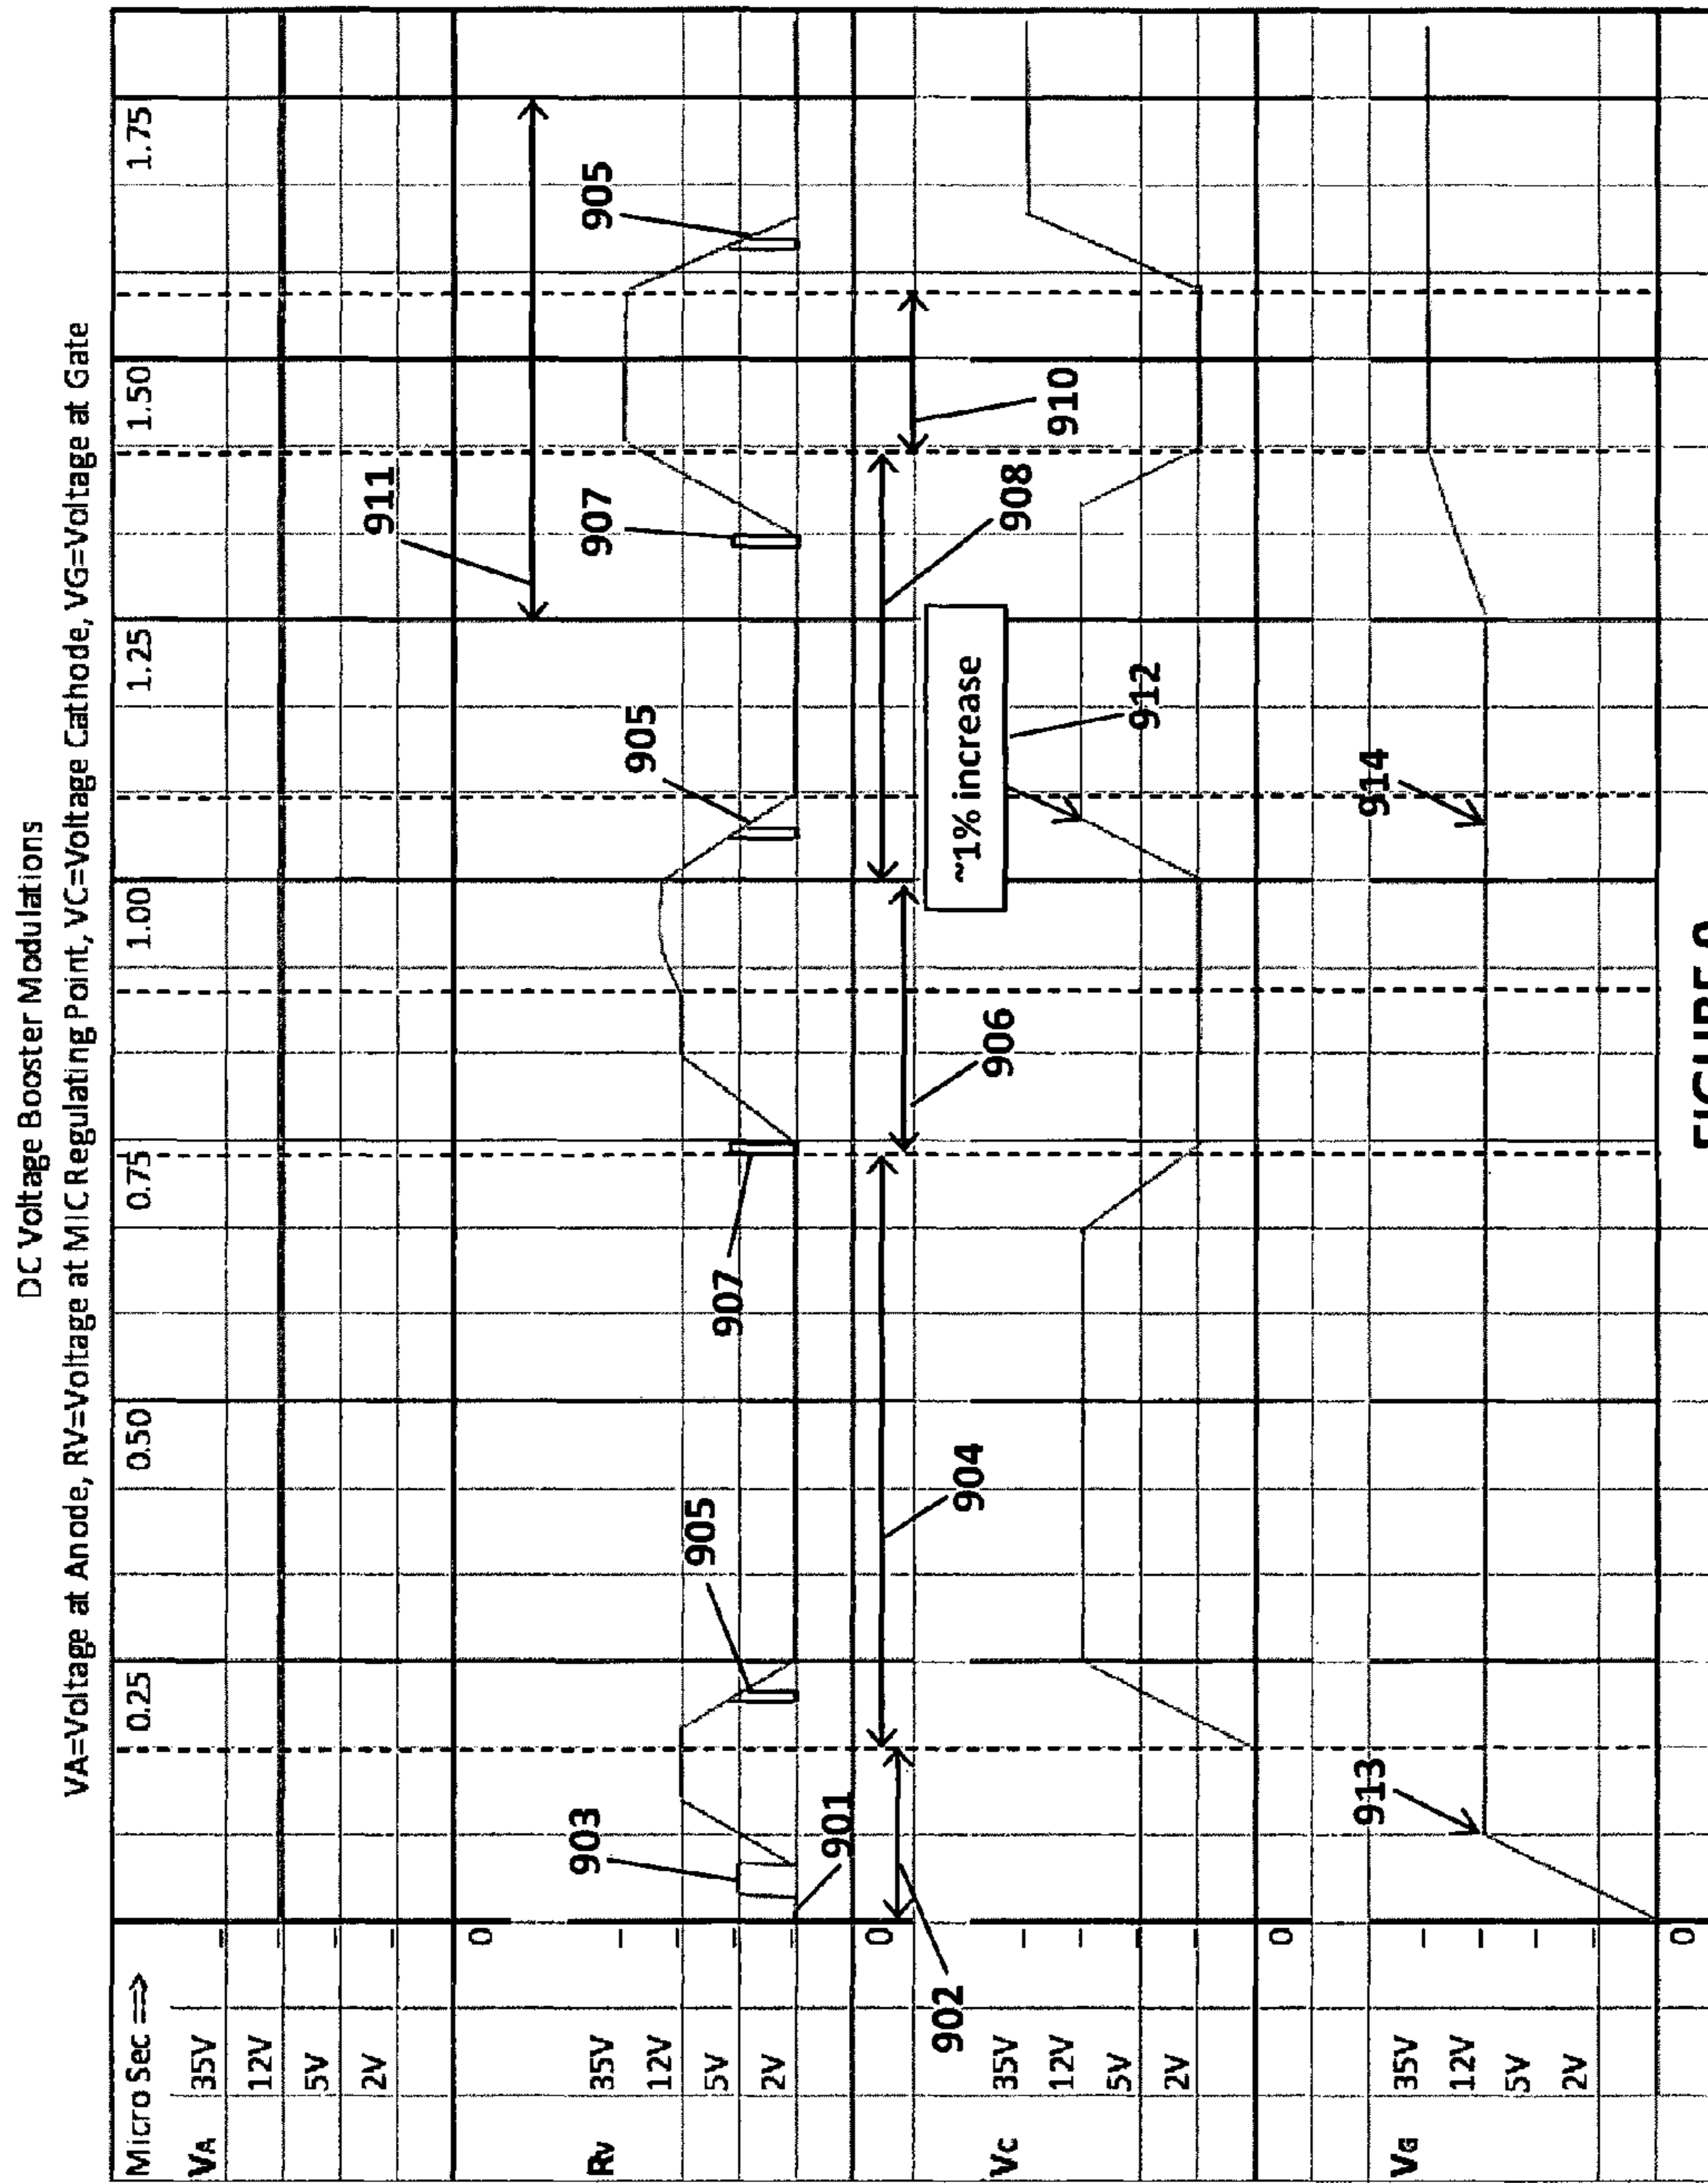 DC Voltage Booster Modulations
VA=Voltage at Anode, RV=Voltage at MIC Regulating Point, VC=Voltage Cathode, VG=Voltage at Gate
Micro Sec ==> 0.25 0.50 0.75 1.00 1.25 1.50 1.75
VA
35V
12V
5V
2V
0
911
RV
35V
12V
5V
2V
0
903
905
907
905
907
905
901
902
904
906
908
910
VC
35V
12V
5V
2V
0
~1% increase
912
VG
35V
12V
5V
2V
0
913
914